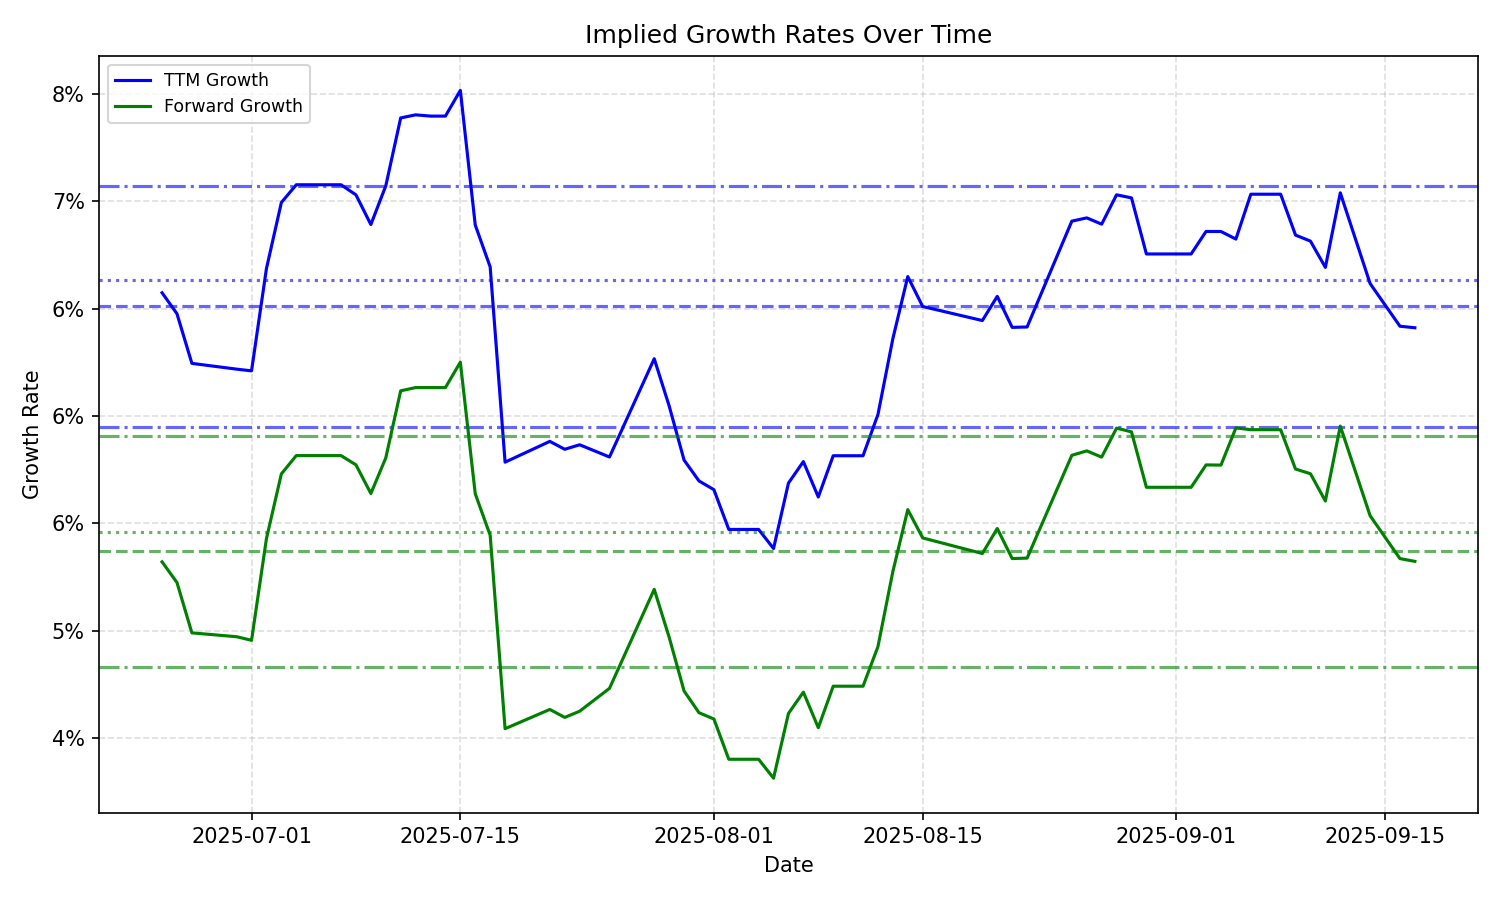 Implied Growth Rates Over Time
TTM Growth
Forward Growth
8%
7%
6%
6%
6%
5%
4%
Growth Rate
2025-07-01
2025-07-15
2025-08-01
2025-08-15
2025-09-01
2025-09-15
Date